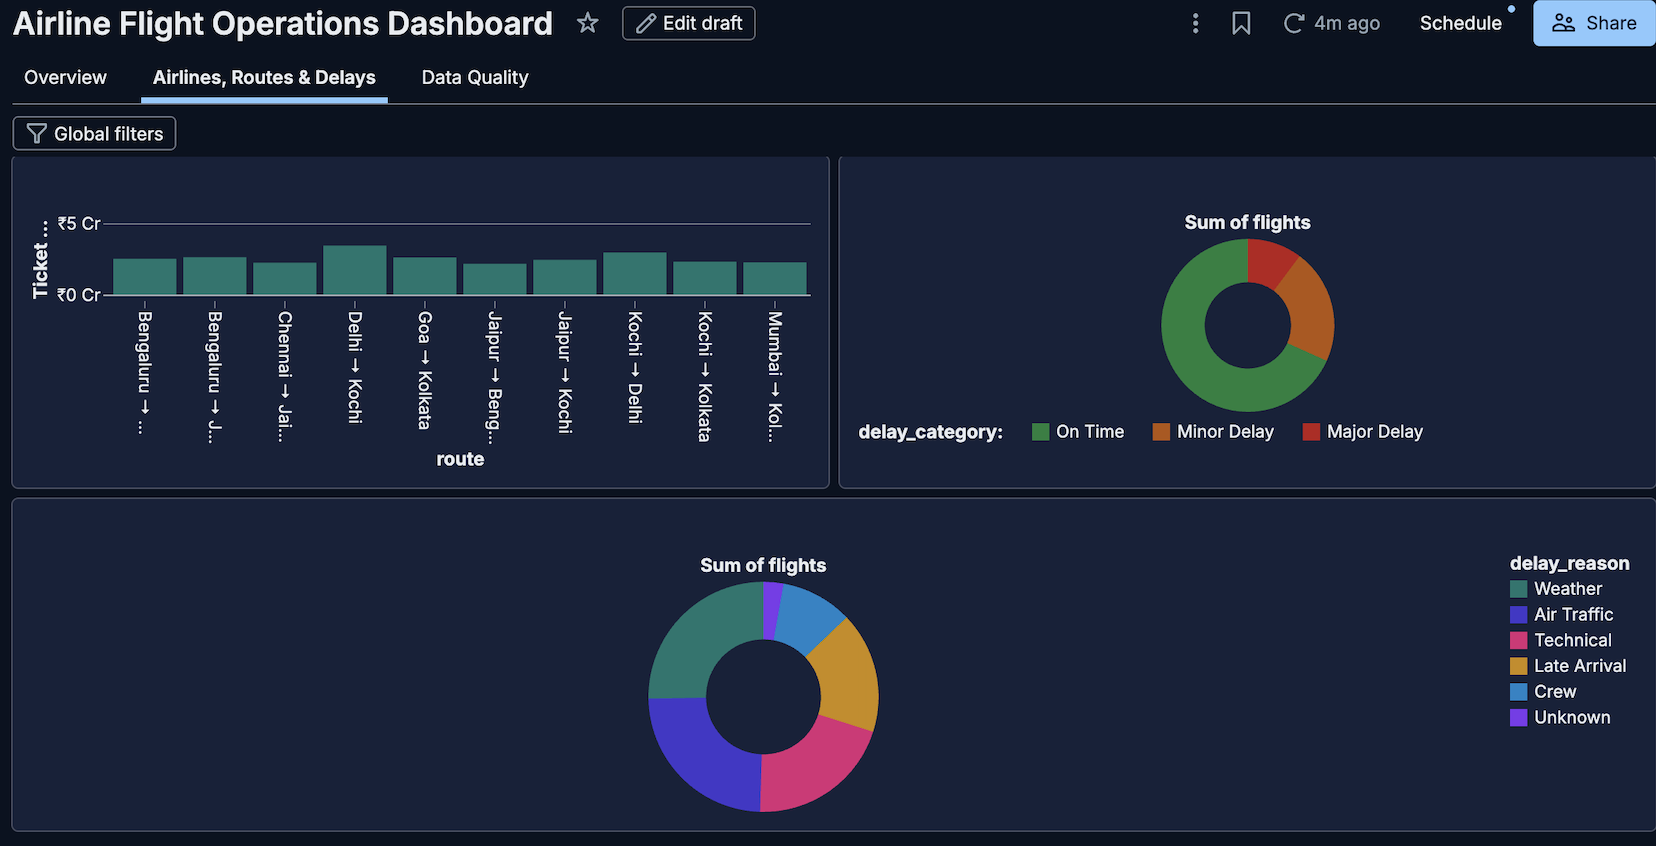 Airline Flight Operations Dashboard
Edit draft
4m ago
Schedule
Share
Overview
Airlines, Routes & Delays
Data Quality
Global filters
Ticket ...
₹5 Cr
₹0 Cr
Bengaluru → ...
Bengaluru → J...
Chennai → Jai...
Delhi → Kochi
Goa → Kolkata
Jaipur → Beng...
Jaipur → Kochi
Kochi → Delhi
Kochi → Kolkata
Mumbai → Kol...
route
Sum of flights
delay_category:
On Time
Minor Delay
Major Delay
Sum of flights
delay_reason
Weather
Air Traffic
Technical
Late Arrival
Crew
Unknown